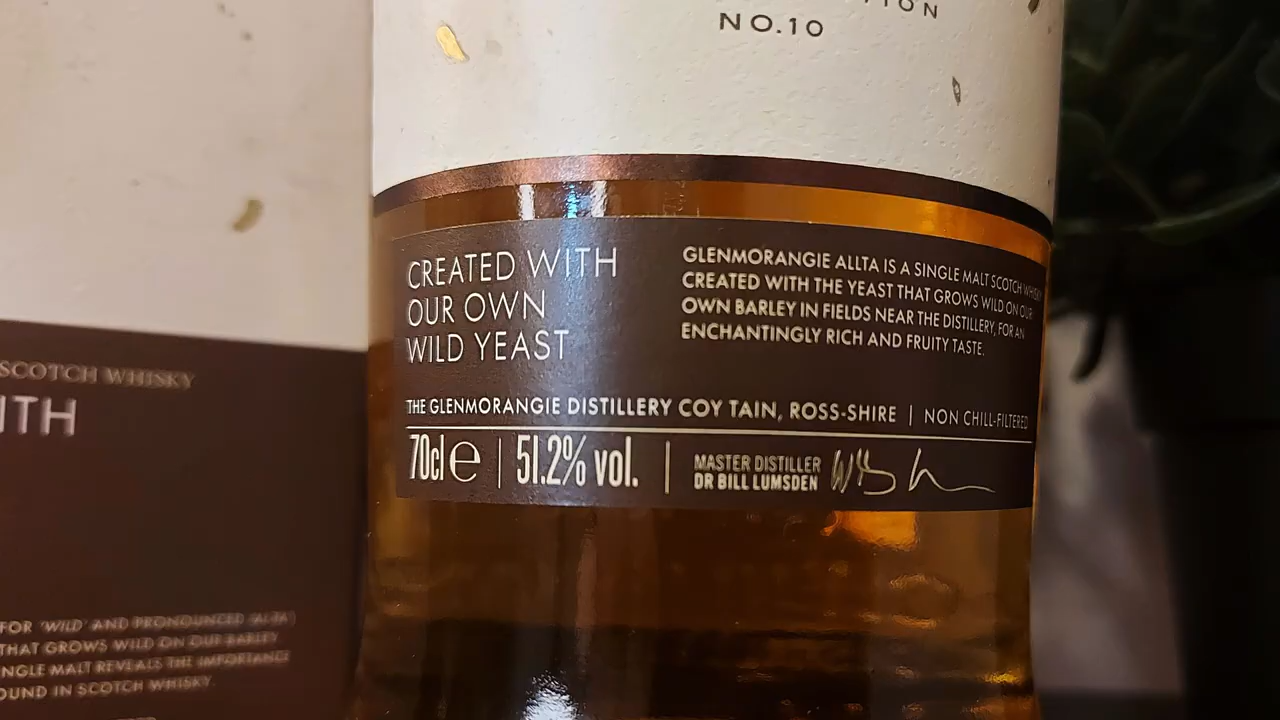 NO.10
CREATED WITH
OUR OWN
WILD YEAST
GLENMORANGIE ALLTA IS A SINGLE MALT SCOTCH WHISKY
CREATED WITH THE YEAST THAT GROWS WILD ON OUR
OWN BARLEY IN FIELDS NEAR THE DISTILLERY, FOR AN
ENCHANTINGLY RICH AND FRUITY TASTE.
THE GLENMORANGIE DISTILLERY COY TAIN, ROSS-SHIRE | NON CHILL-FILTERED
70cl e | 51.2% vol. | MASTER DISTILLER
DR BILL LUMSDEN
SCOTCH WHISKY
ITH
FOR 'WILD' AND PRONOUNCED 'AL-TA')
THAT GROWS WILD ON OUR BARLEY
NGLE MALT REVEALS THE IMPORTANCE
OUND IN SCOTCH WHISKY.